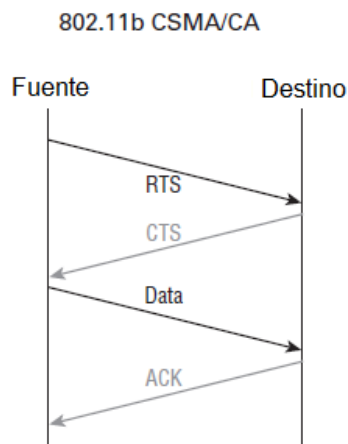 802.11b CSMA/CA
Fuente
Destino
RTS
CTS
Data
ACK